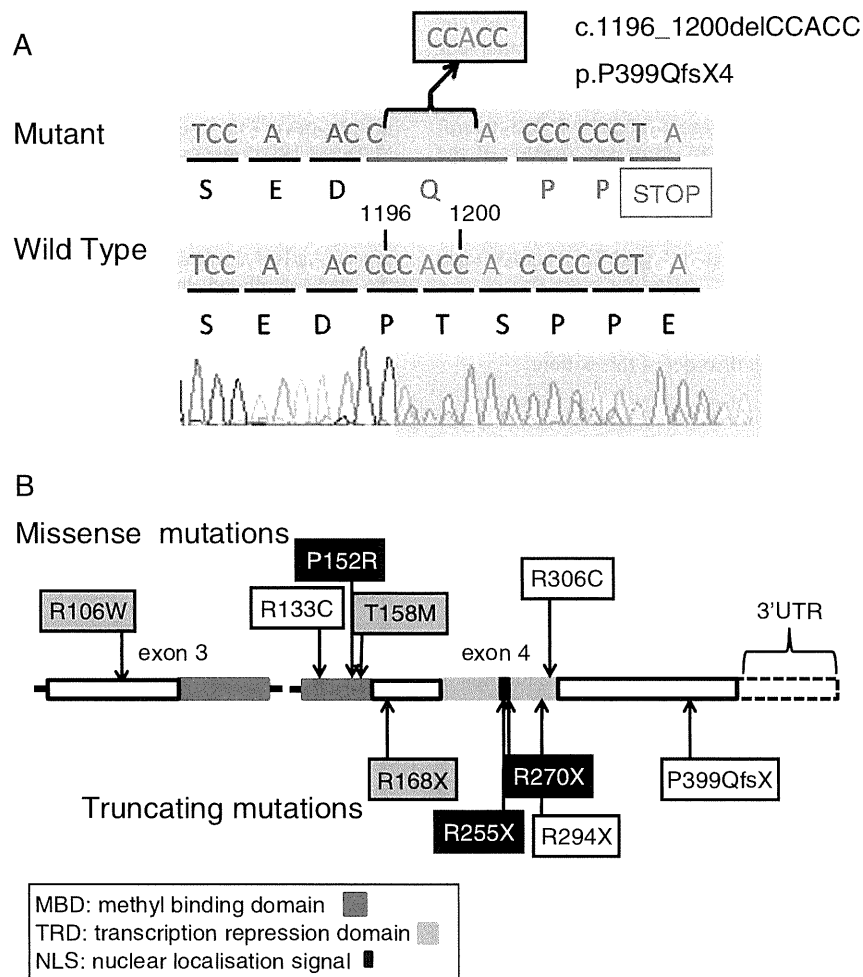 A
CCACC
c.1196_1200delCCACC
p.P399QfsX4
Mutant
TCC A AC C A CCC CCC T A
S E D Q P P STOP
1196 1200
Wild Type
TCC A AC CCC ACC A C CCC C CCT A
S E D P T S P P E
B
Missense mutations
P152R
R306C
R106W
R133C
T158M
3'UTR
exon 3
exon 4
R168X
R270X
P399QfsX
Truncating mutations
R255X
R294X
MBD: methyl binding domain
TRD: transcription repression domain
NLS: nuclear localisation signal